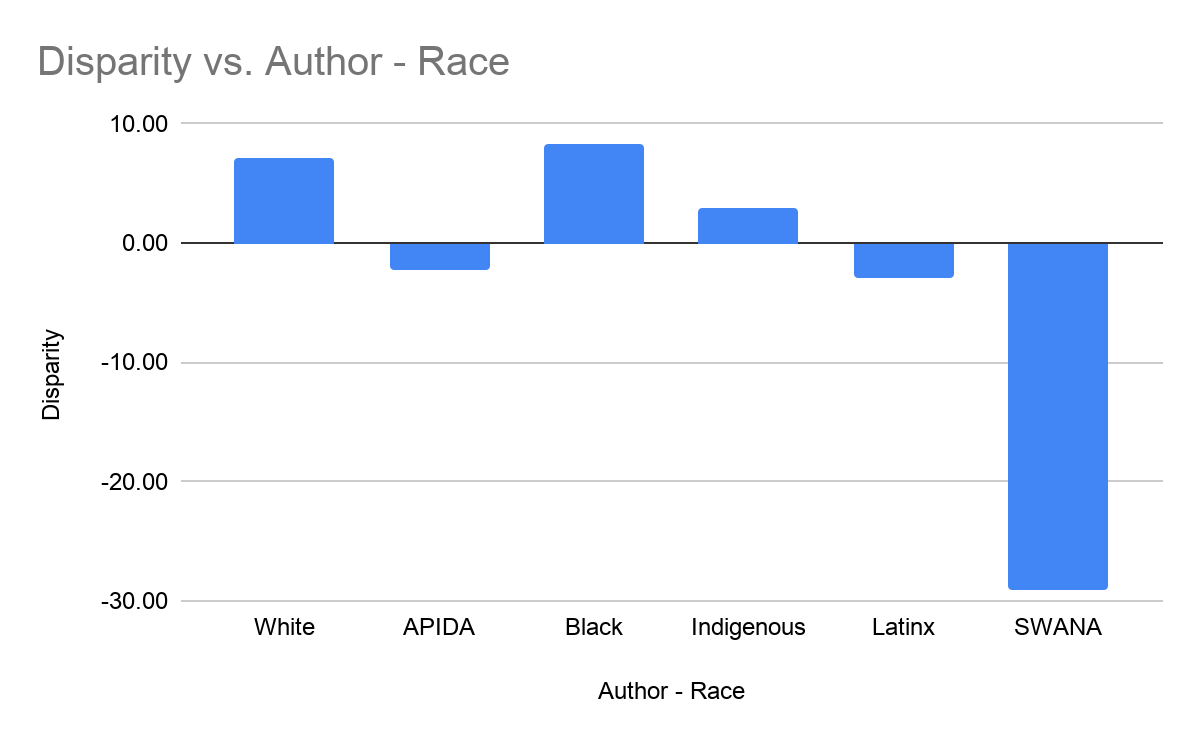 Disparity vs. Author - Race
10.00
0.00
-10.00
-20.00
-30.00
Disparity
White APIDA Black Indigenous Latinx SWANA
Author - Race